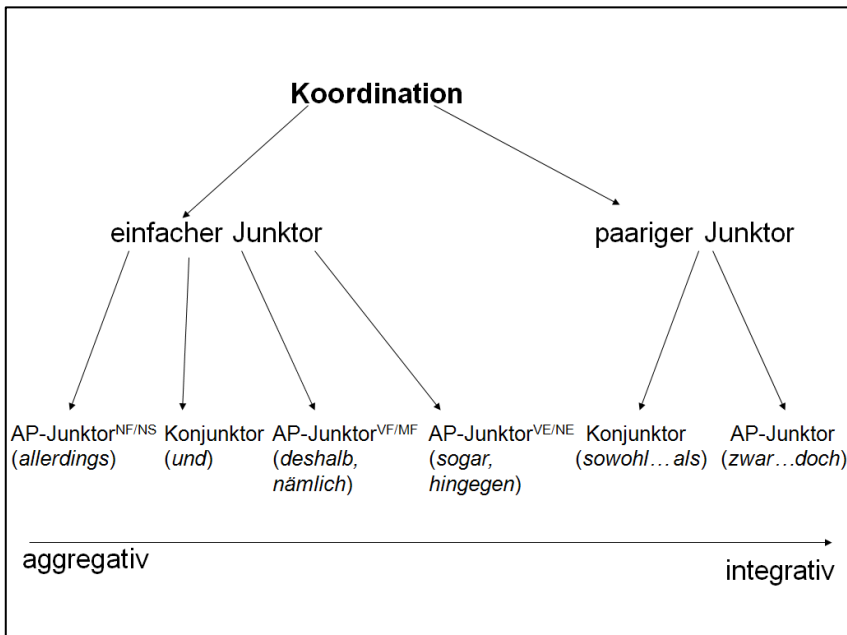 Koordination
einfacher Junktor
paariger Junktor
AP-Junktor^NF/NS Konjunktor AP-Junktor^VF/MF AP-Junktor^VE/NE Konjunktor AP-Junktor
(allerdings) (und) (deshalb, (sogar, (sowohl…als) (zwar…doch)
nämlich) hingegen)
aggregativ
integrativ